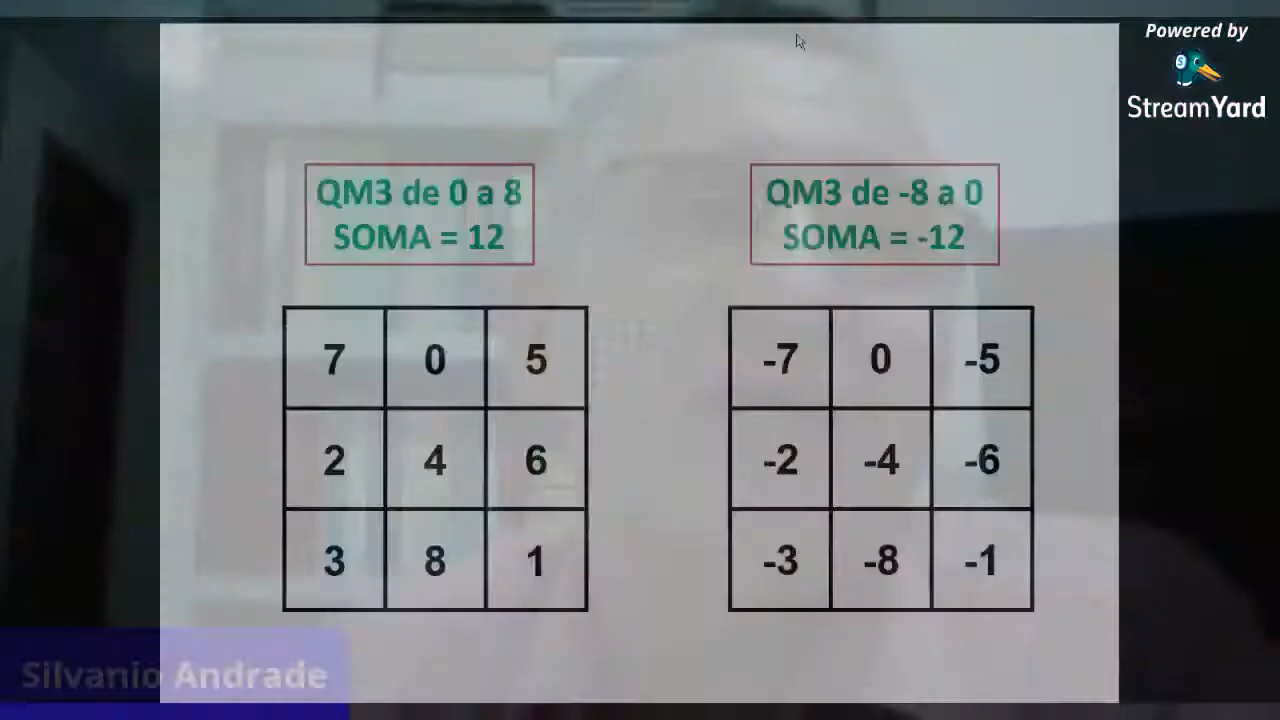 Powered by
StreamYard
QM3 de 0 a 8
SOMA = 12
QM3 de -8 a 0
SOMA = -12
7 0 5
2 4 6
3 8 1
-7 0 -5
-2 -4 -6
-3 -8 -1
Silvanio Andrade